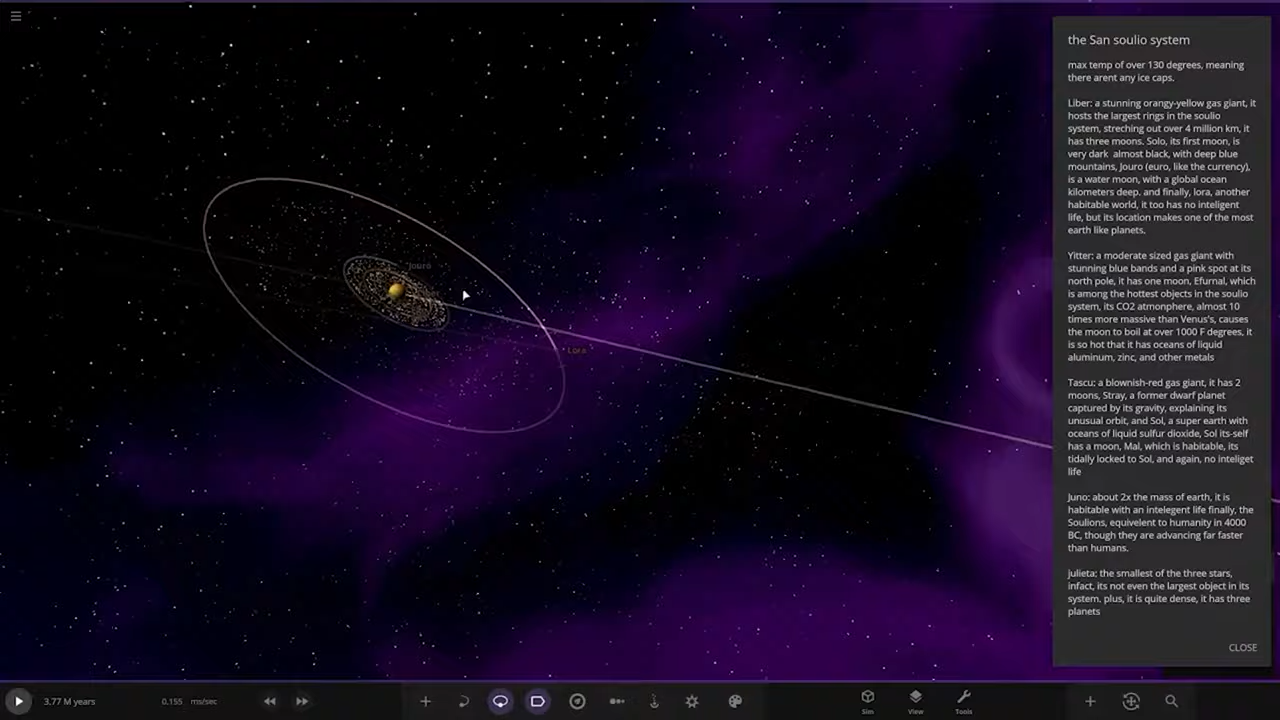 the San soulio system
max temp of over 130 degrees, meaning
there arent any ice caps.
Liber: a stunning orangy-yellow gas giant, it
hosts the largest rings in the soulio
system, streching out over 4 million km, it
has three moons. Solo, its first moon, is
very dark almost black, with deep blue
mountains, Jouro (euro, like the currency),
is a water moon, with a global ocean
kilometers deep. and finally, lora, another
habitable world, it too has no inteligent
life, but its location makes one of the most
earth like planets.
Yitter: a moderate sized gas giant with
stunning blue bands and a pink spot at its
north pole, it has one moon, Efurnal, which
is among the hottest objects in the soulio
system, its CO2 atmonphere, almost 10
times more massive than Venus's, causes
the moon to boil at over 1000 F degrees, it
is so hot that it has oceans of liquid
aluminum, zinc, and other metals
Tascu: a blownish-red gas giant, it has 2
moons, Stray, a former dwarf planet
captured by its gravity, explaining its
unusual orbit, and Sol, a super earth with
oceans of liquid sulfur dioxide, Sol its-self
has a moon, Mal, which is habitable, its
tidally locked to Sol, and again, no inteliget
life
Juno: about 2x the mass of earth, it is
habitable with an intelegent life finally, the
Soulions, equivelent to humanity in 4000
BC, though they are advancing far faster
than humans.
Julieta: the smallest of the three stars,
infact, its not even the largest object in its
system. plus, it is quite dense, it has three
planets
CLOSE
Jouro
Lora
3.77 M years
0.155 ms/sec
Sim
View
Tools